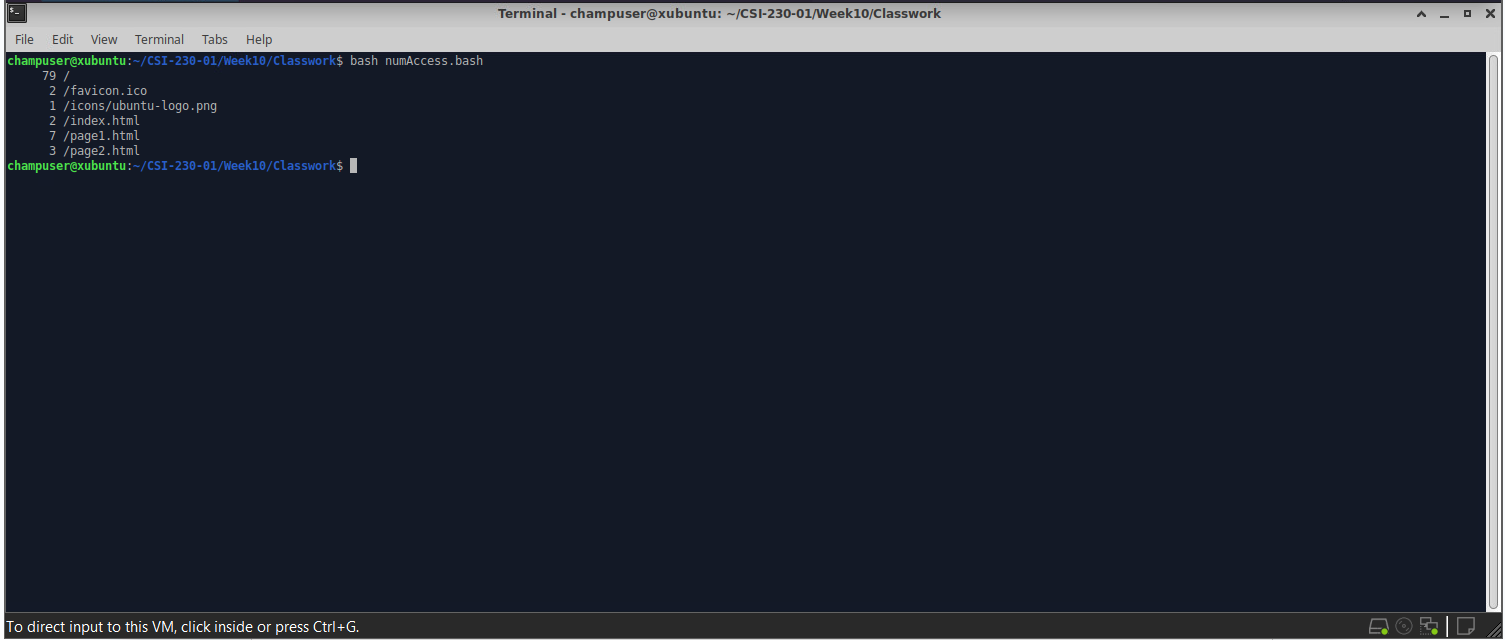 Terminal - champuser@xubuntu: ~/CSI-230-01/Week10/Classwork
File Edit View Terminal Tabs Help
champuser@xubuntu:~/CSI-230-01/Week10/Classwork$ bash numAccess.bash
79 /
2 /favicon.ico
1 /icons/ubuntu-logo.png
2 /index.html
7 /page1.html
3 /page2.html
champuser@xubuntu:~/CSI-230-01/Week10/Classwork$
To direct input to this VM, click inside or press Ctrl+G.